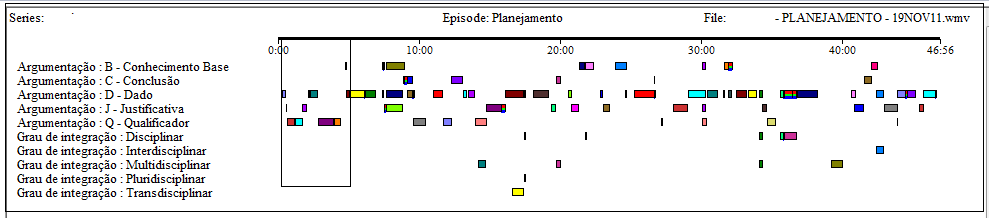 Series: Episode: Planejamento File: - PLANEJAMENTO - 19NOV11.wmv
0:00 10:00 20:00 30:00 40:00 46:56
Argumentação : B - Conhecimento Base
Argumentação : C - Conclusão
Argumentação : D - Dado
Argumentação : J - Justificativa
Argumentação : Q - Qualificador
Grau de integração : Disciplinar
Grau de integração : Interdisciplinar
Grau de integração : Multidisciplinar
Grau de integração : Pluridisciplinar
Grau de integração : Transdisciplinar